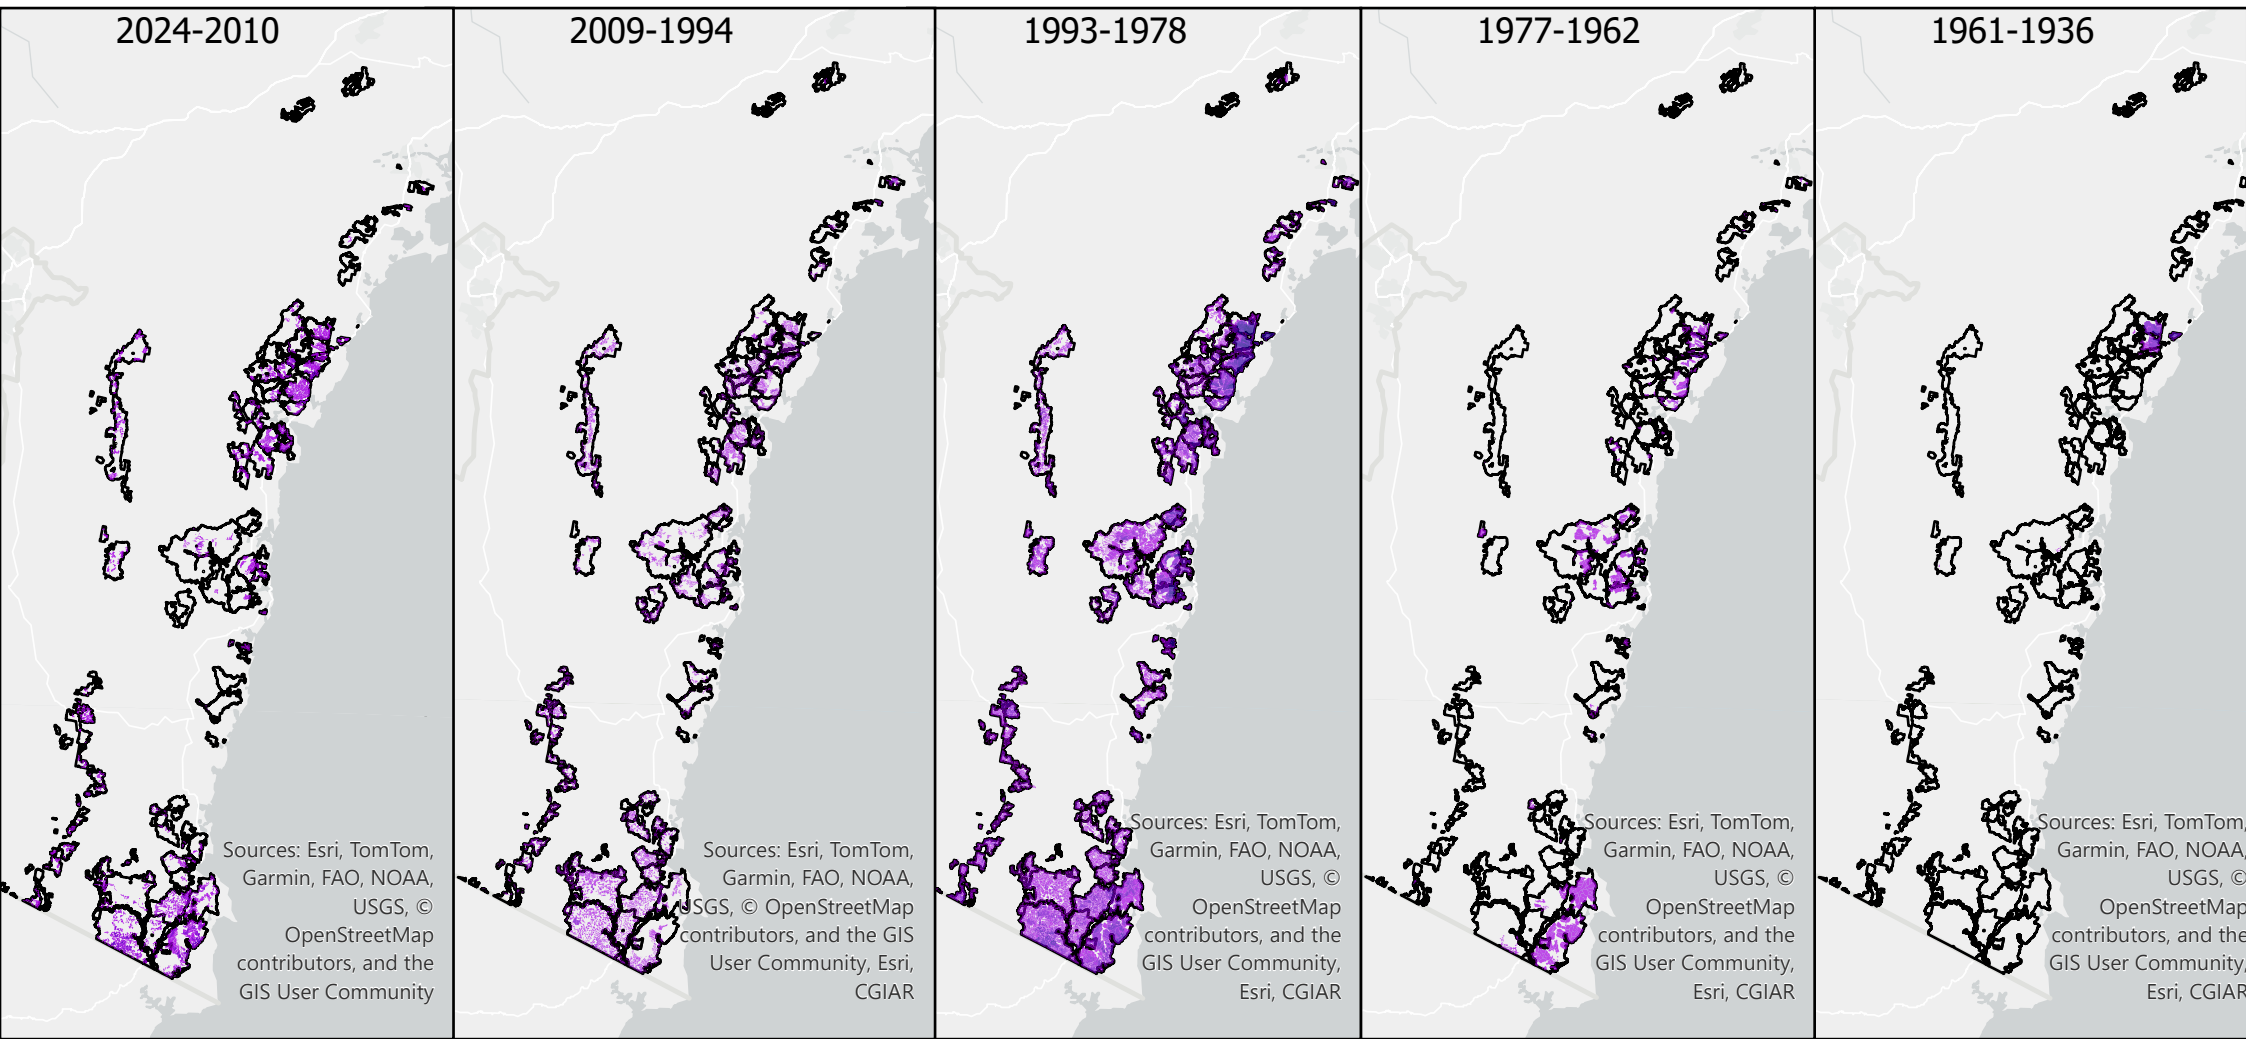 2024-2010
2009-1994
1993-1978
1977-1962
1961-1936
Sources: Esri, TomTom,
Garmin, FAO, NOAA,
USGS, ©
OpenStreetMap
contributors, and the
GIS User Community
Sources: Esri, TomTom,
Garmin, FAO, NOAA,
USGS, © OpenStreetMap
contributors, and the GIS
User Community, Esri,
CGIAR
Sources: Esri, TomTom,
Garmin, FAO, NOAA,
USGS, ©
OpenStreetMap
contributors, and the
GIS User Community,
Esri, CGIAR
Sources: Esri, TomTom,
Garmin, FAO, NOAA,
USGS, ©
OpenStreetMap
contributors, and the
GIS User Community,
Esri, CGIAR
Sources: Esri, TomTom,
Garmin, FAO, NOAA,
USGS, ©
OpenStreetMap
contributors, and the
GIS User Community,
Esri, CGIAR